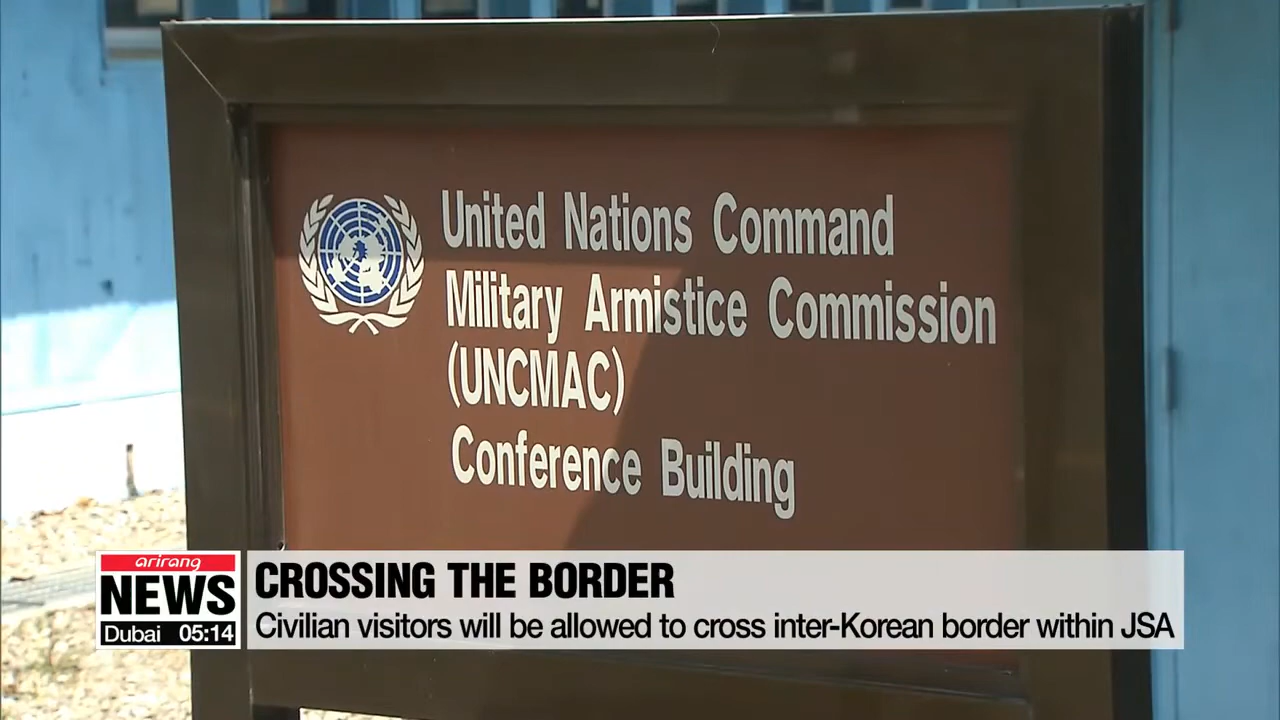 United Nations Command
Military Armistice Commission
(UNCMAC)
Conference Building
arirang
NEWS
Dubai 05:14
CROSSING THE BORDER
Civilian visitors will be allowed to cross inter-Korean border within JSA